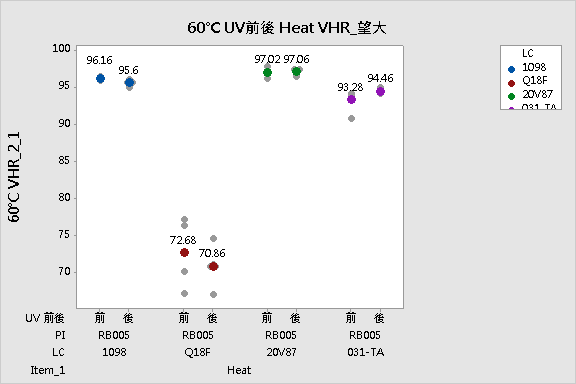 60℃ UV前後 Heat VHR_望大
LC
1098
Q18F
20V87
031-TA
60℃ VHR_2_1
100
95
90
85
80
75
70
96.16
95.6
72.68
70.86
97.02
97.06
93.28
94.46
UV 前後 前 後 前 後 前 後 前 後
PI RB005 RB005 RB005 RB005
LC 1098 Q18F 20V87 031-TA
Item_1 Heat